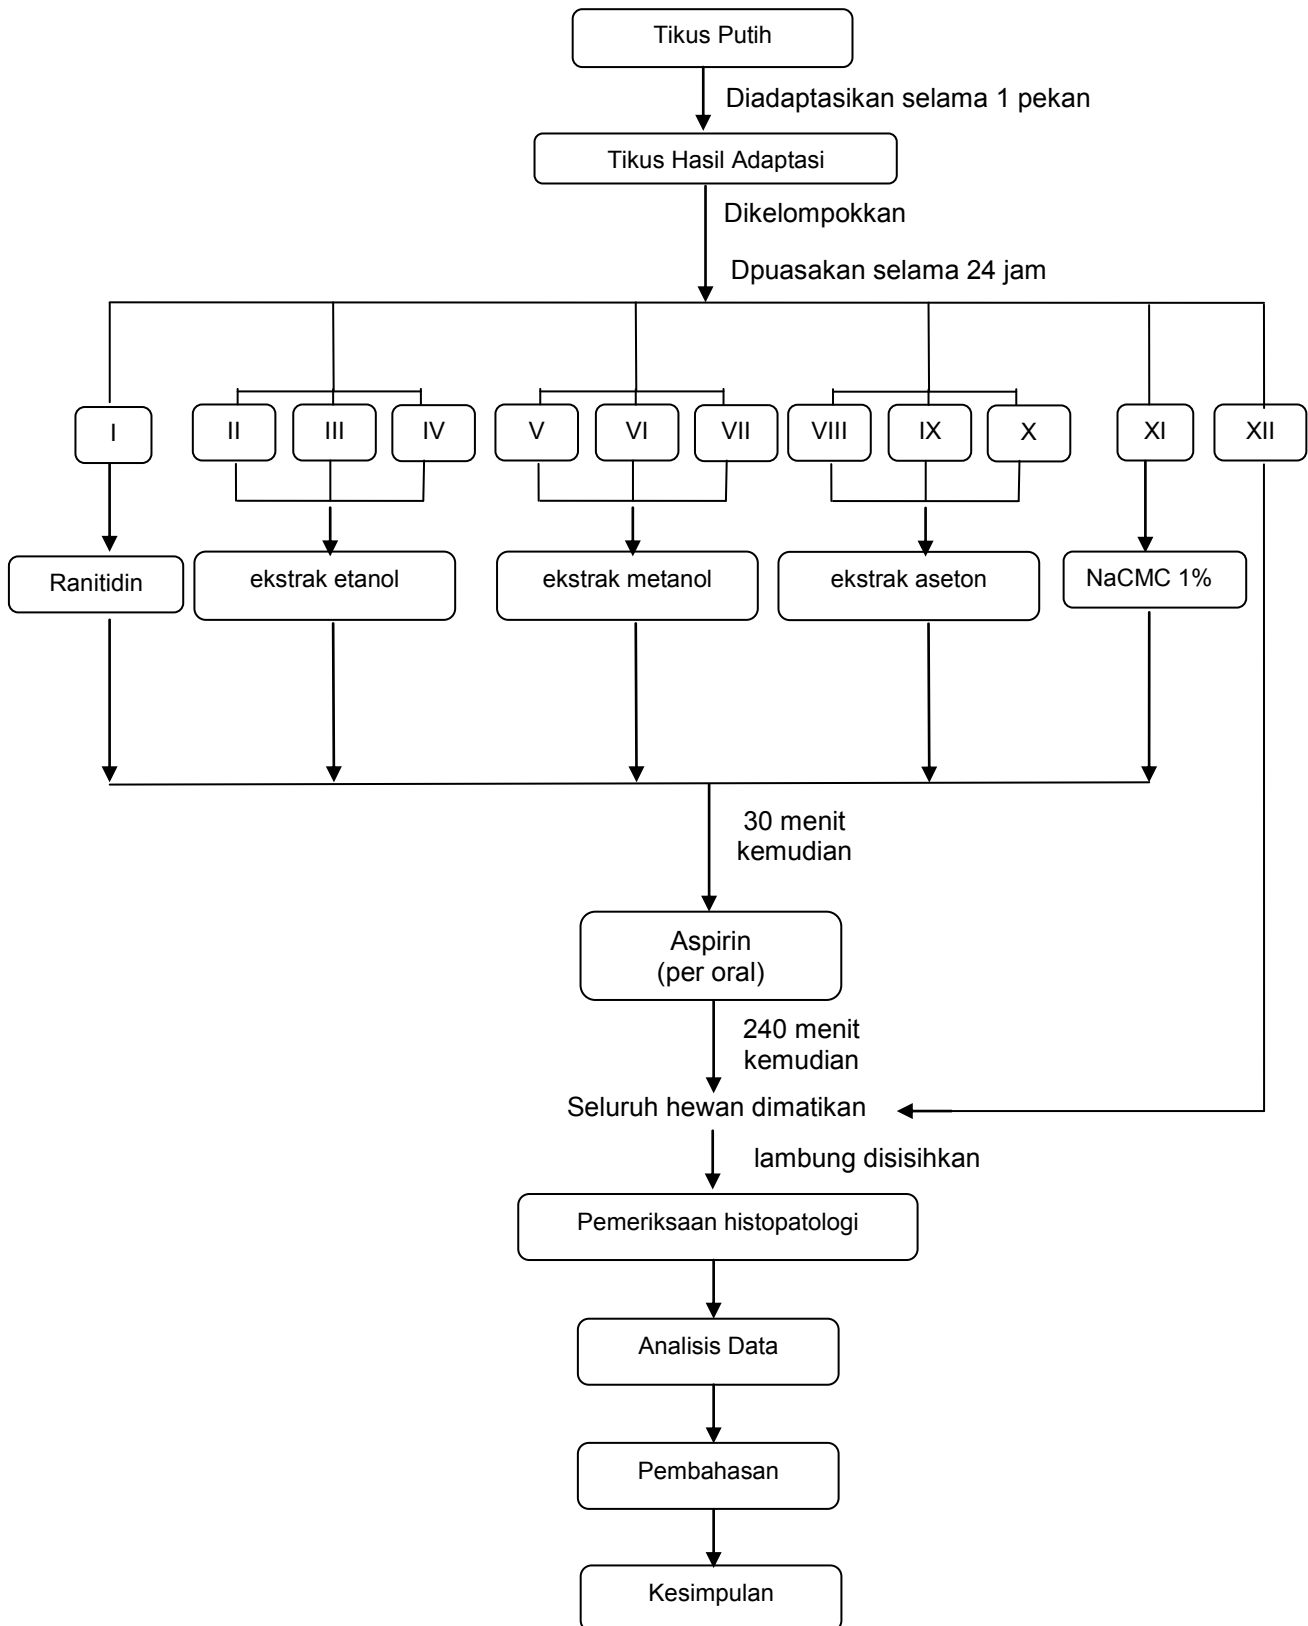 Tikus Putih
Diadaptasikan selama 1 pekan
Tikus Hasil Adaptasi
Dikelompokkan
Dpuasakan selama 24 jam
I
II
III
IV
V
VI
VII
VIII
IX
X
XI
XII
Ranitidin
ekstrak etanol
ekstrak metanol
ekstrak aseton
NaCMC 1%
30 menit
kemudian
Aspirin
(per oral)
240 menit
kemudian
Seluruh hewan dimatikan
lambung disisihkan
Pemeriksaan histopatologi
Analisis Data
Pembahasan
Kesimpulan